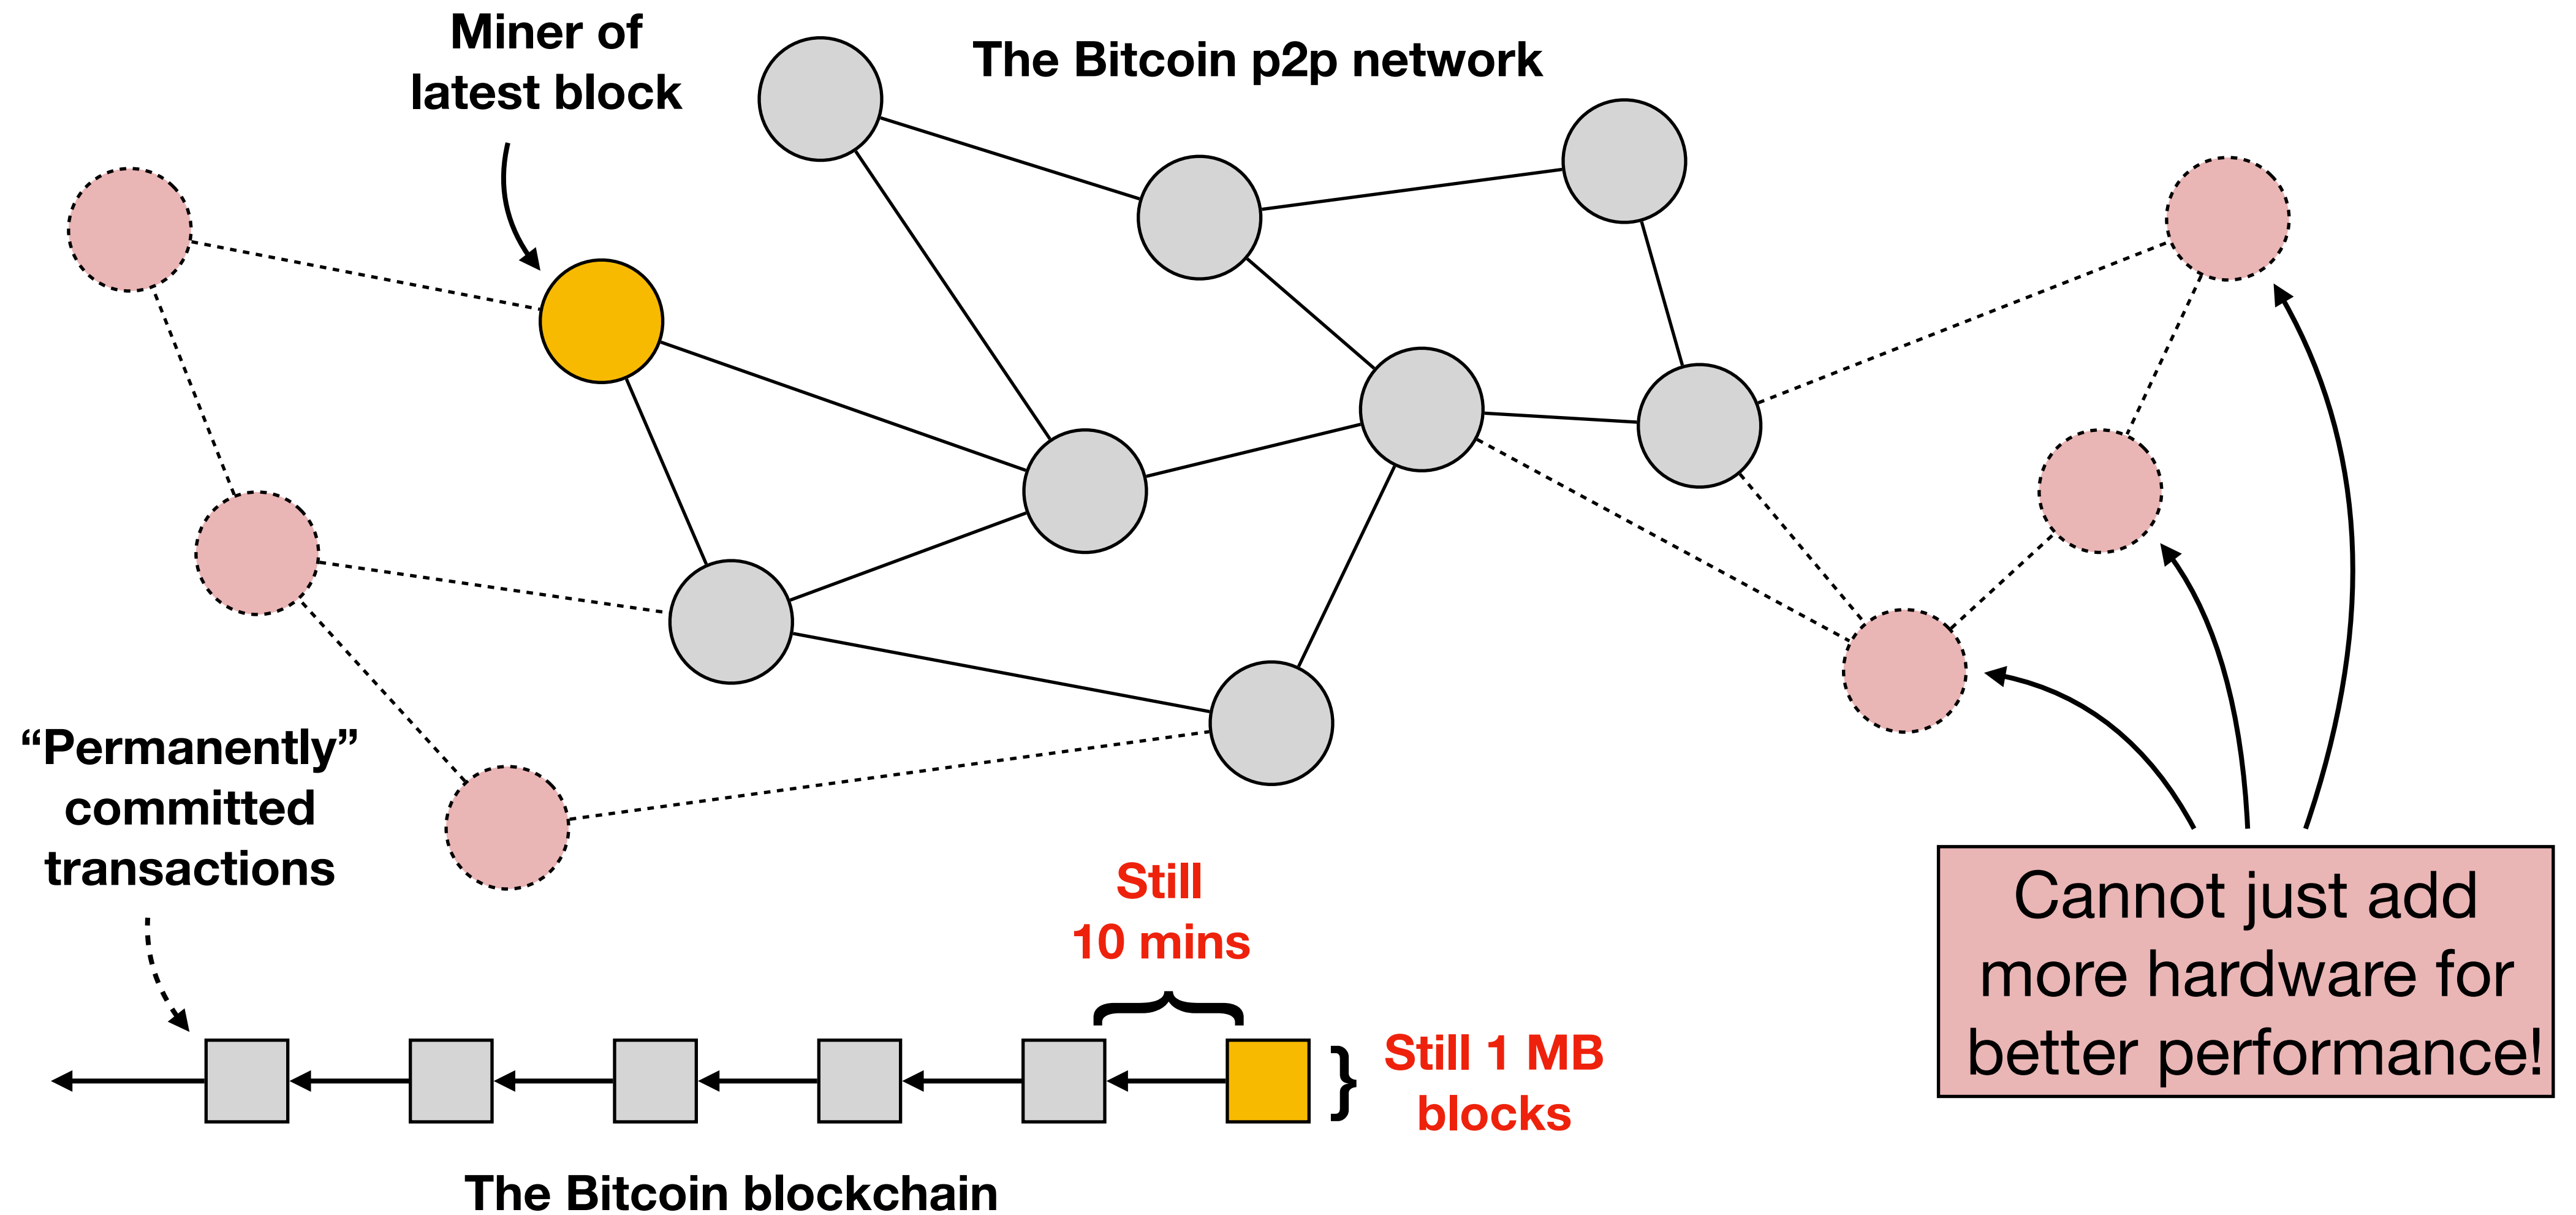 Miner of
latest block
The Bitcoin p2p network
“Permanently”
committed
transactions
Still
10 mins
Still 1 MB
blocks
Cannot just add
more hardware for
better performance!
The Bitcoin blockchain